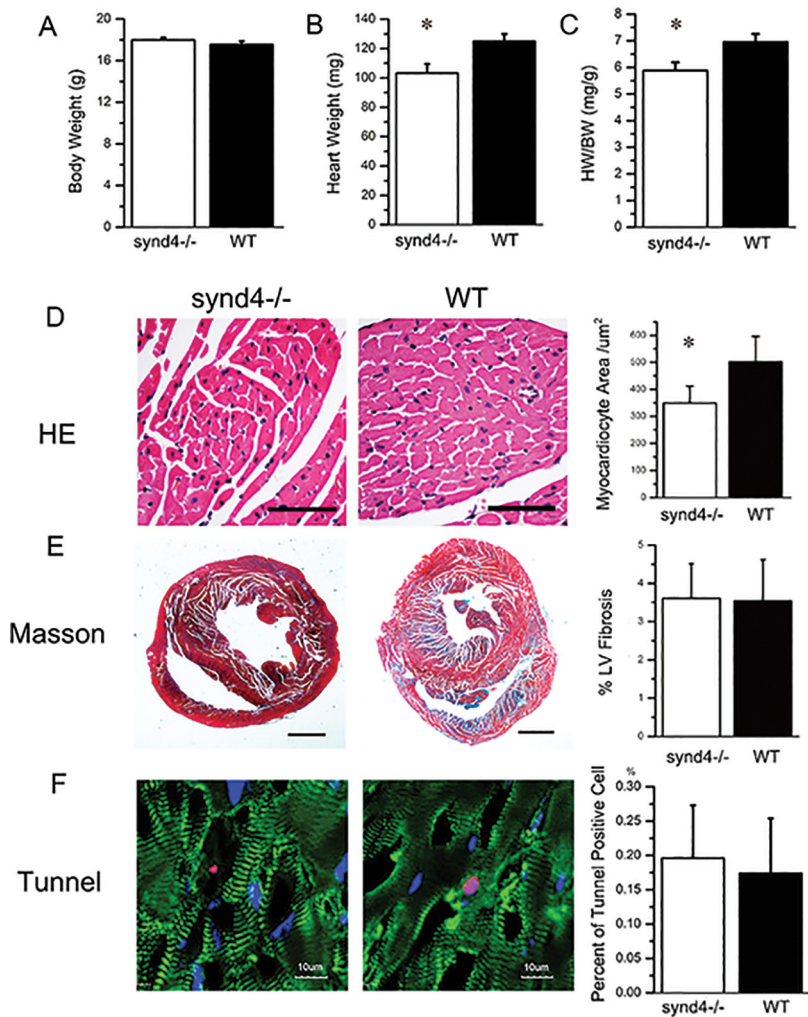 A
Body Weight (g)
20
16
12
8
4
0
synd4-/-
WT
B
*
Heart Weight (mg)
140
120
100
80
60
40
20
0
synd4-/-
WT
C
*
HW/BW (mg/g)
8
7
6
5
4
3
2
1
0
synd4-/-
WT
synd4-/-
WT
D
HE
*
Myocardiocyte Area /um²
600
500
400
300
200
100
0
synd4-/-
WT
E
Masson
% LV Fibrosis
5
4
3
2
1
0
synd4-/-
WT
F
Tunnel
10um
10um
%
Percent of Tunnel Positive Cell
0.30
0.25
0.20
0.15
0.10
0.05
0.00
synd4-/-
WT